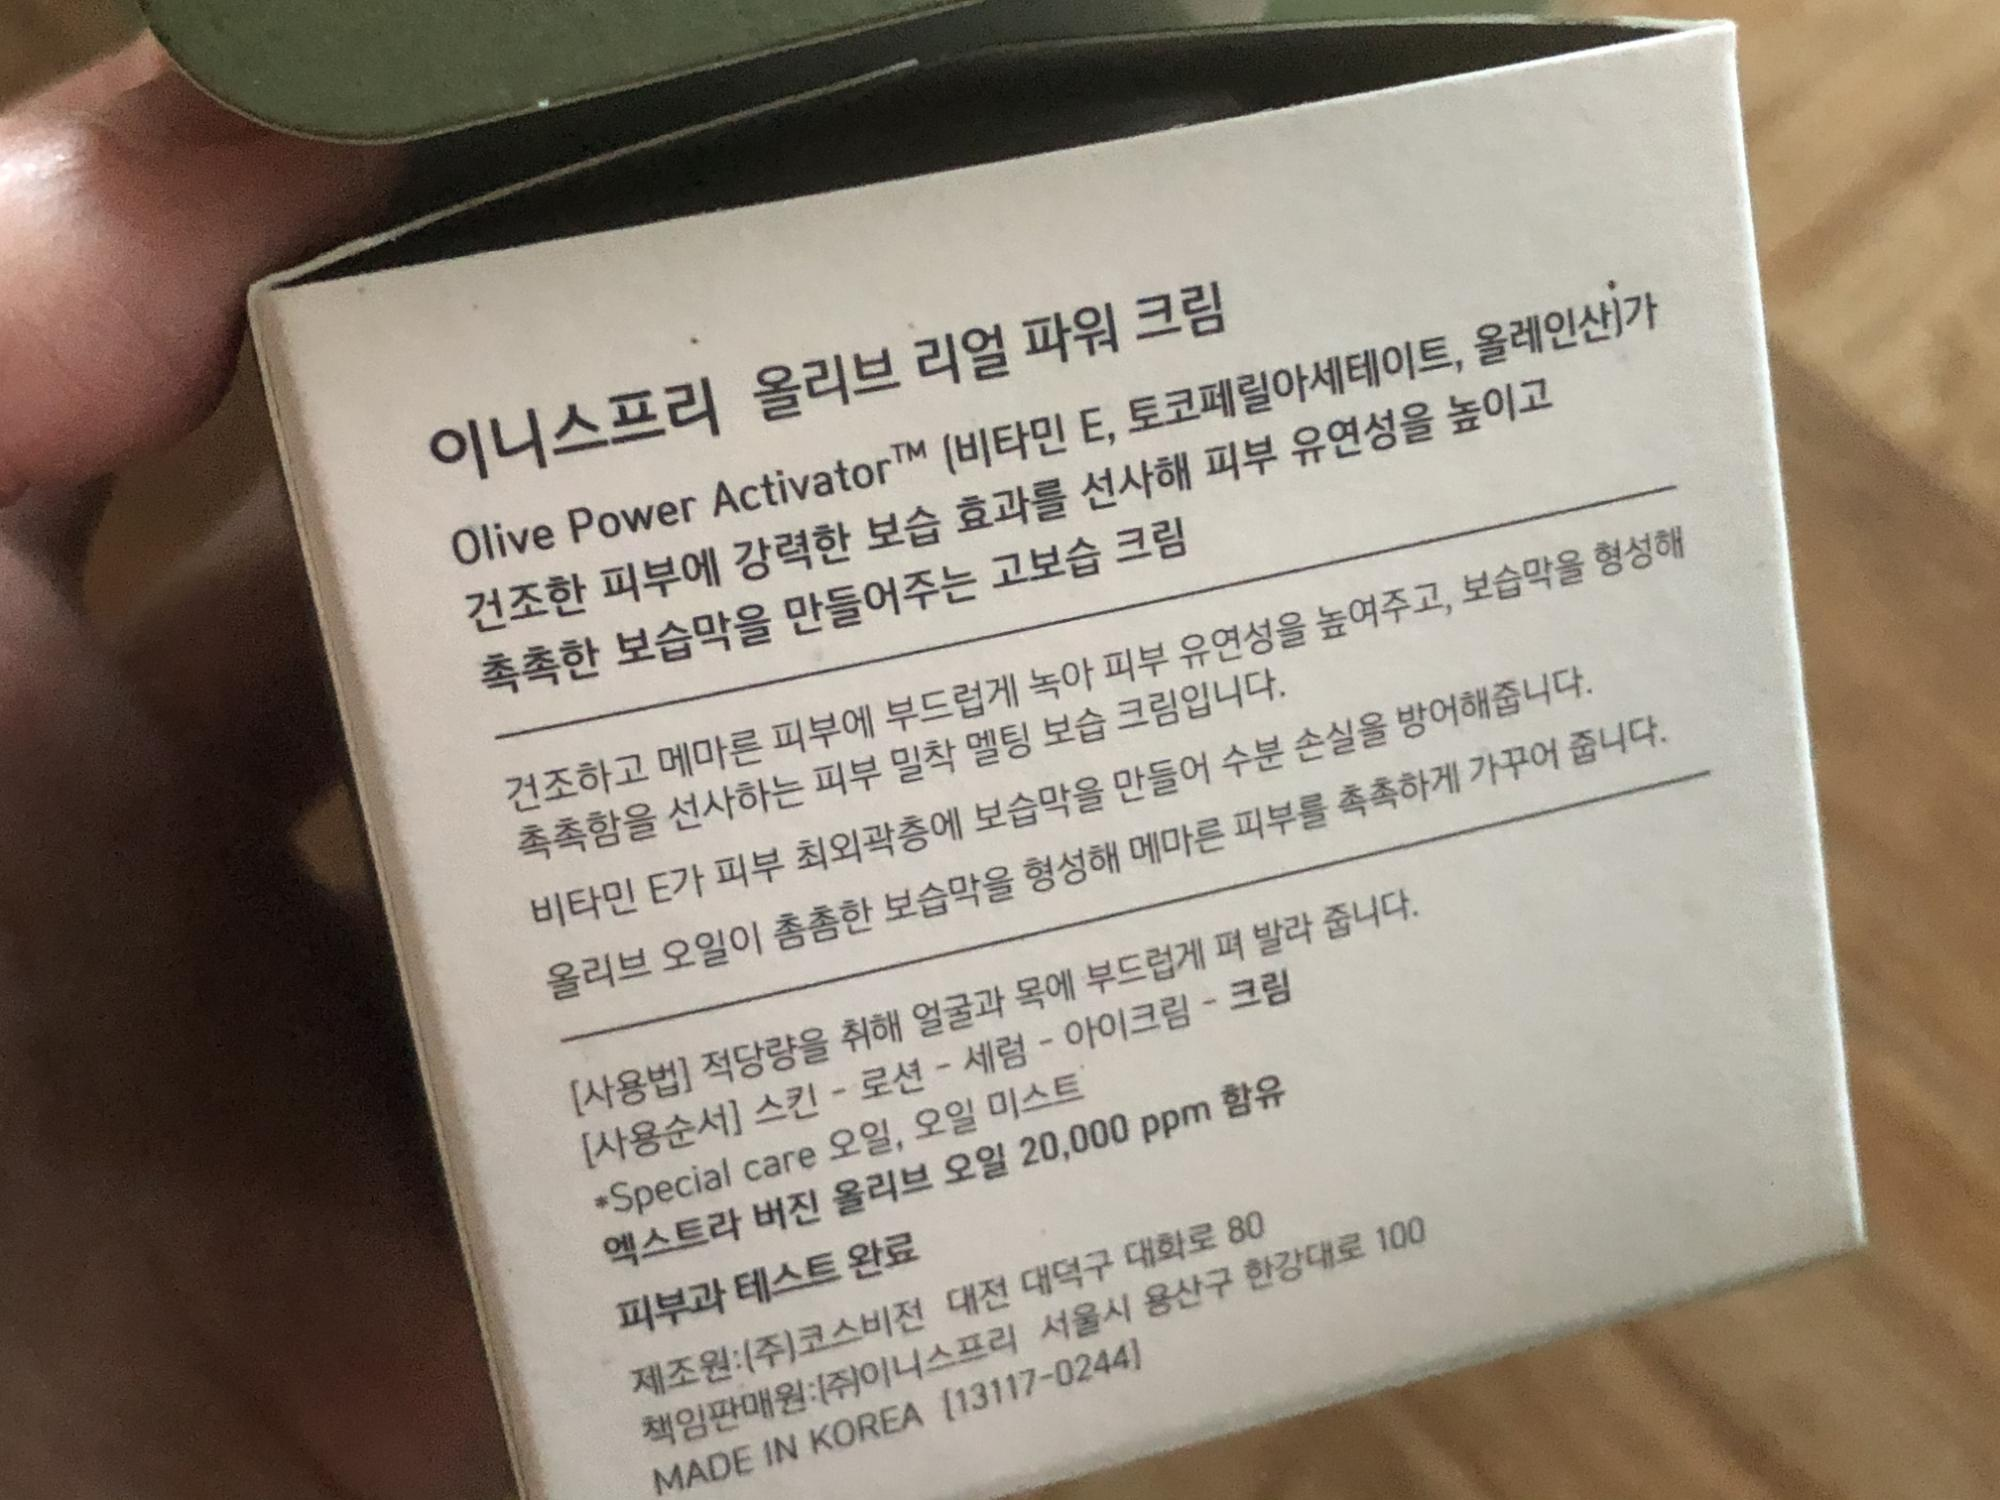 이니스프리 올리브 리얼 파워 크림
Olive Power Activator™ (비타민 E, 토코페릴아세테이트, 올레인산)가
건조한 피부에 강력한 보습 효과를 선사해 피부 유연성을 높이고
촉촉한 보습막을 만들어주는 고보습 크림
건조하고 메마른 피부에 부드럽게 녹아 피부 유연성을 높여주고, 보습막을 형성해
촉촉함을 선사하는 피부 밀착 멜팅 보습 크림입니다.
비타민 E가 피부 최외곽층에 보습막을 만들어 수분 손실을 방어해줍니다.
올리브 오일이 촘촘한 보습막을 형성해 메마른 피부를 촉촉하게 가꾸어 줍니다.
[사용법] 적당량을 취해 얼굴과 목에 부드럽게 펴 발라 줍니다.
[사용순서] 스킨 - 로션 - 세럼 - 아이크림 - 크림
*Special care 오일, 오일 미스트
엑스트라 버진 올리브 오일 20,000 ppm 함유
피부과 테스트 완료
제조원:(주)코스비전 대전 대덕구 대화로 80
책임판매원:(주)이니스프리 서울시 용산구 한강대로 100
MADE IN KOREA [13117-0244]